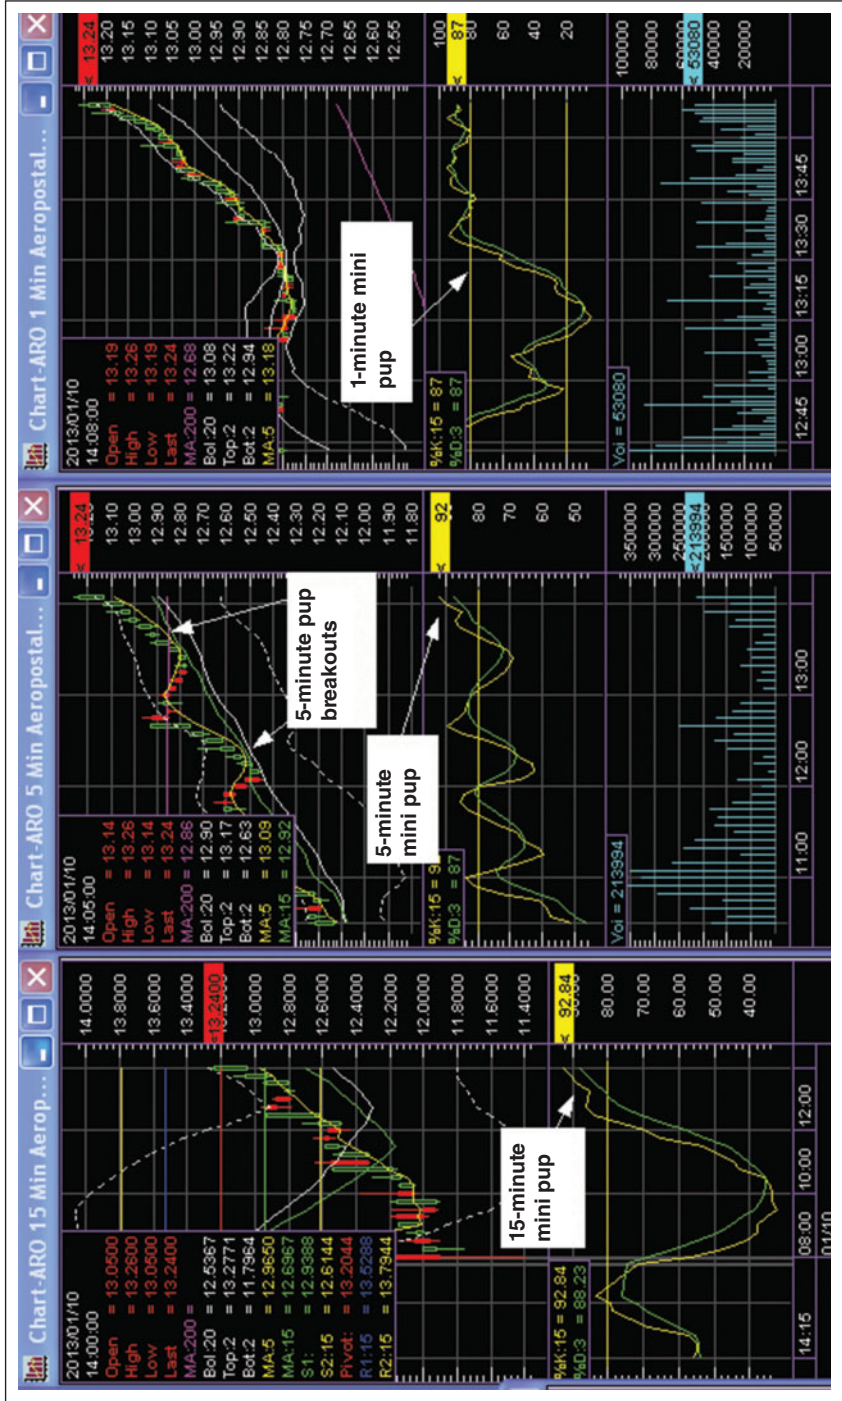 Chart-ARO 15 Min Aerop...
2013/01/10
14:00:00
Open = 13.0500
High = 13.2600
Low = 13.0500
Last = 13.2400
MA:200 =
Bol:20 = 12.5367
Top:2 = 13.2771
Bot:2 = 11.7964
MA:5 = 12.9650
MA:15 = 12.6967
S1: = 12.9388
S2:15 = 12.6144
Pivot: = 13.2044
R1:15 = 13.5288
R2:15 = 13.7944
14.0000
13.8000
13.6000
13.4000
13.2400
13.0000
12.8000
12.6000
12.4000
12.2000
12.0000
11.8000
11.6000
11.4000
15-minute
mini pup
%K:15 = 92.84
%D:3 = 88.23
< 92.84
80.00
70.00
60.00
50.00
40.00
14:15
08:00
10:00
12:00
01/10
Chart-ARO 5 Min Aeropostal...
2013/01/10
14:05:00
Open = 13.14
High = 13.26
Low = 13.14
Last = 13.24
MA:200 = 12.86
Bol:20 = 12.90
Top:2 = 13.17
Bot:2 = 12.63
MA:5 = 13.09
MA:15 = 12.92
< 13.24
13.10
13.00
12.90
12.80
12.70
12.60
12.50
12.40
12.30
12.20
12.10
12.00
11.90
11.80
5-minute pup
breakouts
5-minute
mini pup
%K:15 = 9
%D:3 = 87
< 92
80
70
60
50
Vol = 213994
3500000
3000000
<213994
1500000
1000000
50000
11:00
12:00
13:00
Chart-ARO 1 Min Aeropostal...
2013/01/10
14:08:00
Open = 13.19
High = 13.26
Low = 13.19
Last = 13.24
MA:200 = 12.68
Bol:20 = 13.08
Top:2 = 13.22
Bot:2 = 12.94
MA:5 = 13.18
< 13.24
13.20
13.15
13.10
13.05
13.00
12.95
12.90
12.85
12.80
12.75
12.70
12.65
12.60
12.55
1-minute mini
pup
%K:15 = 87
%D:3 = 87
100
< 87
80
60
40
20
Vol = 53080
100000
80000
< 53080
40000
20000
12:45
13:00
13:15
13:30
13:45